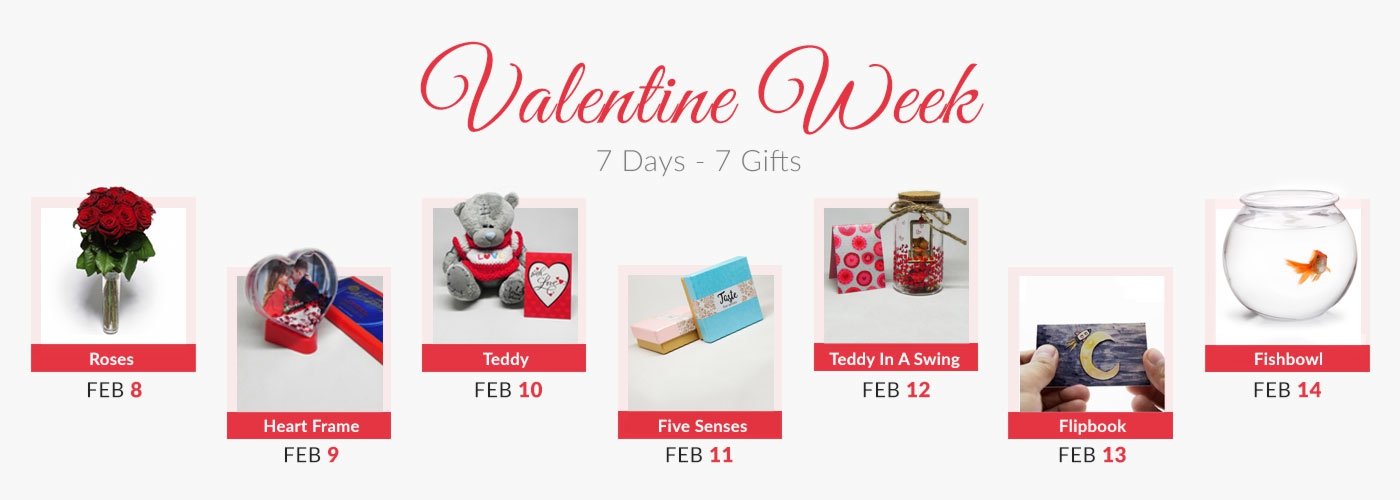 Valentine Week
7 Days - 7 Gifts
Roses
FEB 8
Heart Frame
FEB 9
LOVE
with Love
Teddy
FEB 10
Taste
Five Senses
FEB 11
Teddy In A Swing
FEB 12
Flipbook
FEB 13
Fishbowl
FEB 14